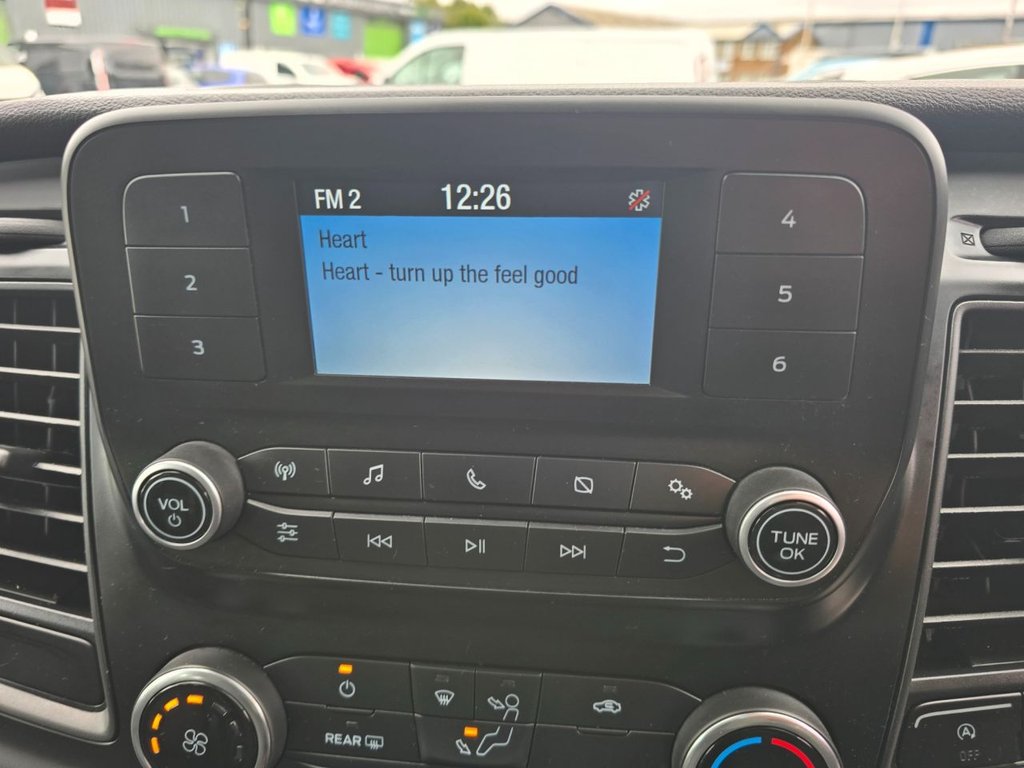 FM 2 12:26
Heart
Heart - turn up the feel good
1
2
3
4
5
6
VOL
TUNE
OK
REAR
A
OFF